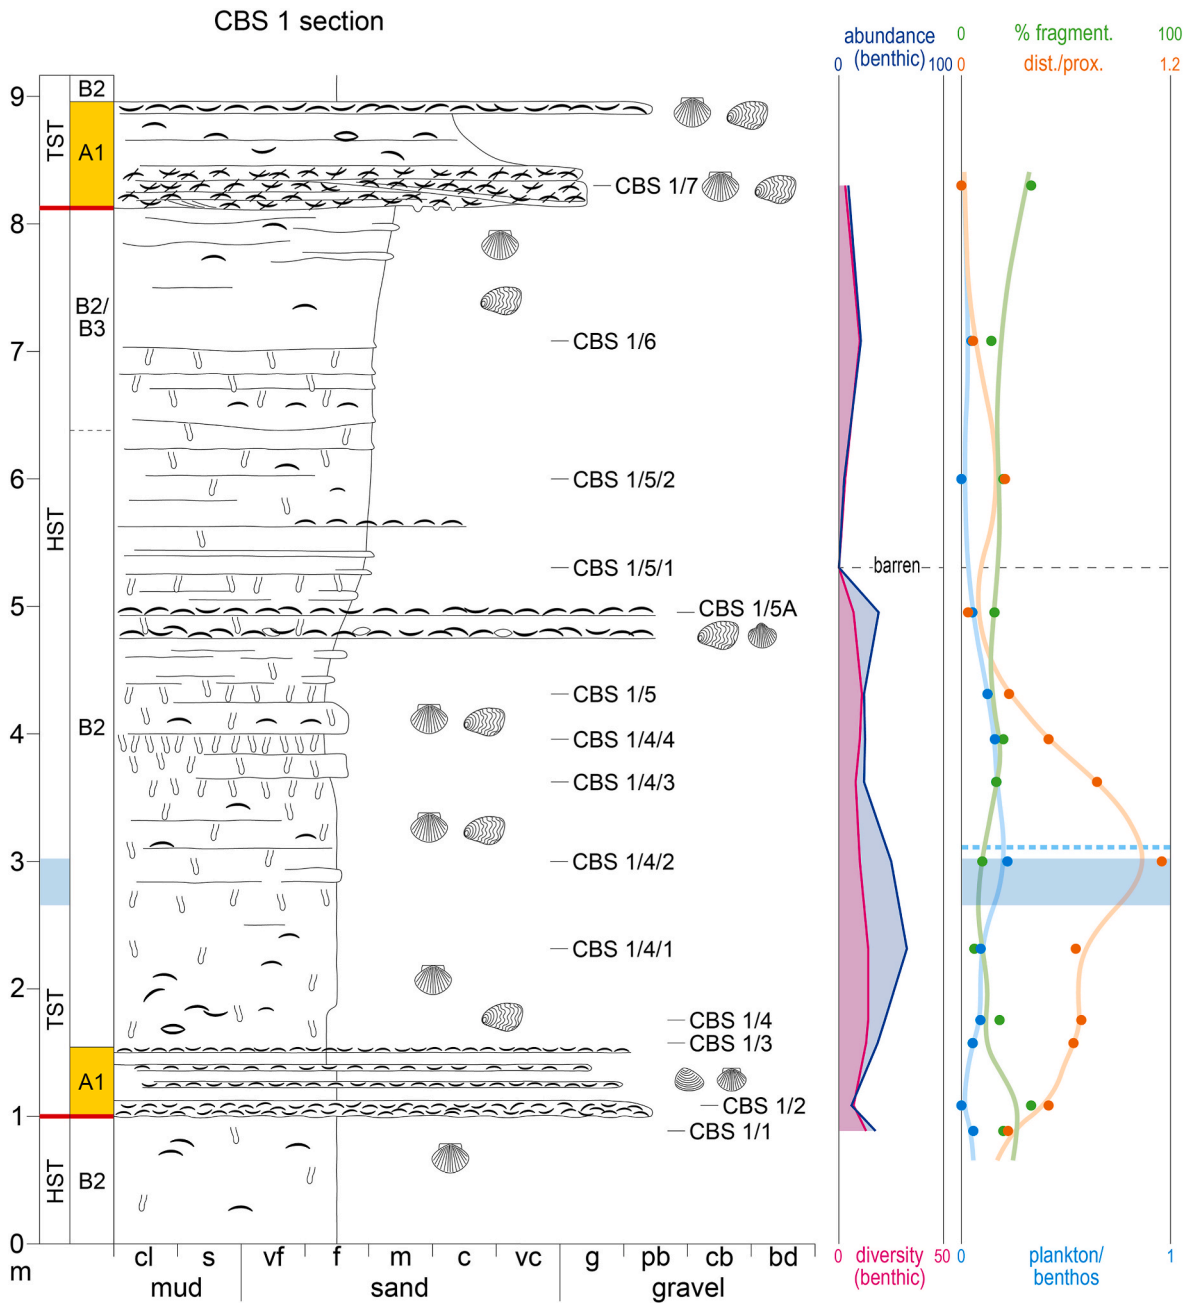 CBS 1 section
abundance
(benthic)
0 100
0 % fragment. 100
0 dist./prox. 1.2
9
8
7
6
5
4
3
2
1
0
m
TST
HST
TST
HST
B2
A1
B2/
B3
B2
A1
B2
CBS 1/7
CBS 1/6
CBS 1/5/2
CBS 1/5/1
CBS 1/5A
CBS 1/5
CBS 1/4/4
CBS 1/4/3
CBS 1/4/2
CBS 1/4/1
CBS 1/4
CBS 1/3
CBS 1/2
CBS 1/1
barren
cl s vf f m c vc g pb cb bd
mud sand gravel
0 diversity 50
(benthic)
0 plankton/ 1
benthos